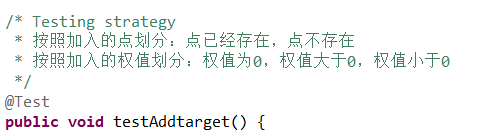 /* Testing strategy
 * 按照加入的点划分：点已经存在，点不存在
 * 按照加入的权值划分：权值为0，权值大于0，权值小于0
 */
@Test
public void testAddtarget() {